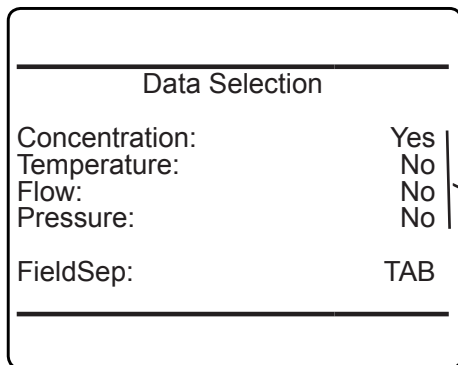 Data Selection
Concentration: Yes
Temperature: No
Flow: No
Pressure: No
FieldSep: TAB